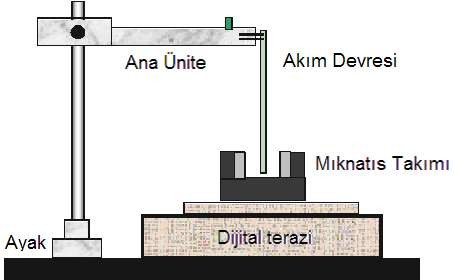 Ana Ünite
Akım Devresi
Mıknatıs Takımı
Ayak
Dijital terazi